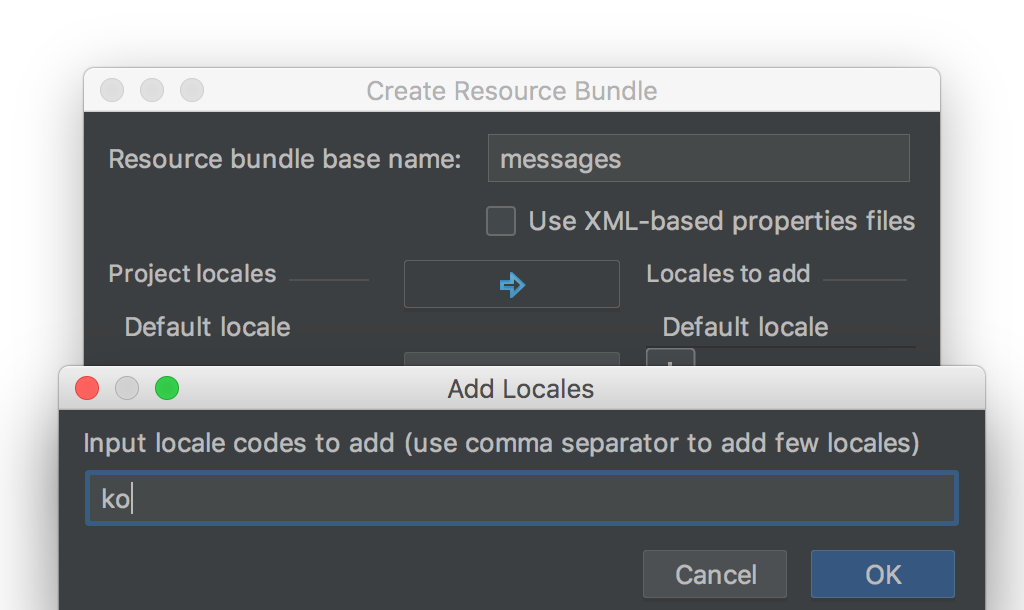 Create Resource Bundle
Resource bundle base name: messages
Use XML-based properties files
Project locales Locales to add
Default locale Default locale
Add Locales
Input locale codes to add (use comma separator to add few locales)
ko
Cancel OK